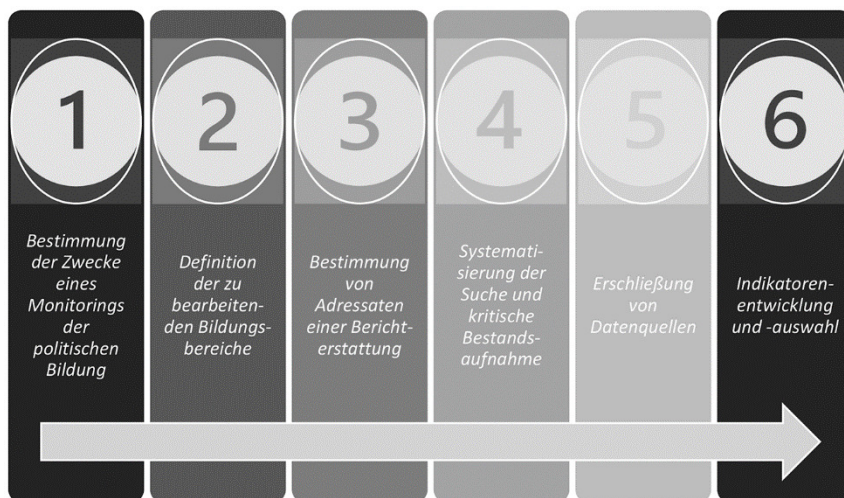 1
Bestimmung
der Zwecke
eines
Monitorings
der
politischen
Bildung
2
Definition
der zu
bearbeiten-
den Bildungs-
bereiche
3
Bestimmung
von
Adressaten
einer Bericht-
erstattung
4
Systemati-
sierung der
Suche und
kritische
Bestands-
aufnahme
5
Erschließung
von
Datenquellen
6
Indikatoren-
entwicklung
und -auswahl